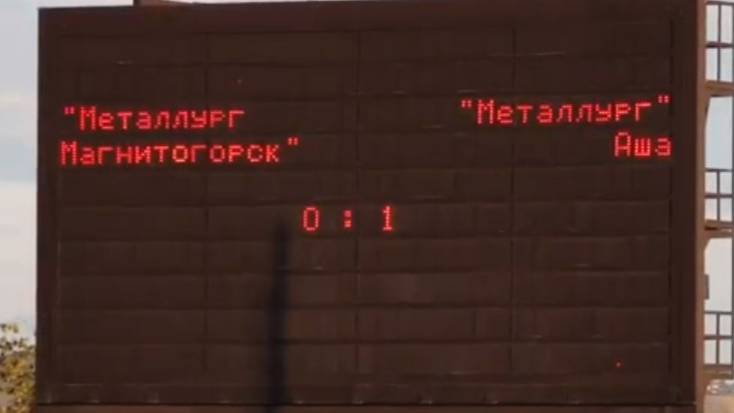 "Металлург
Магнитогорск"
"Металлург"
Аша
0 : 1